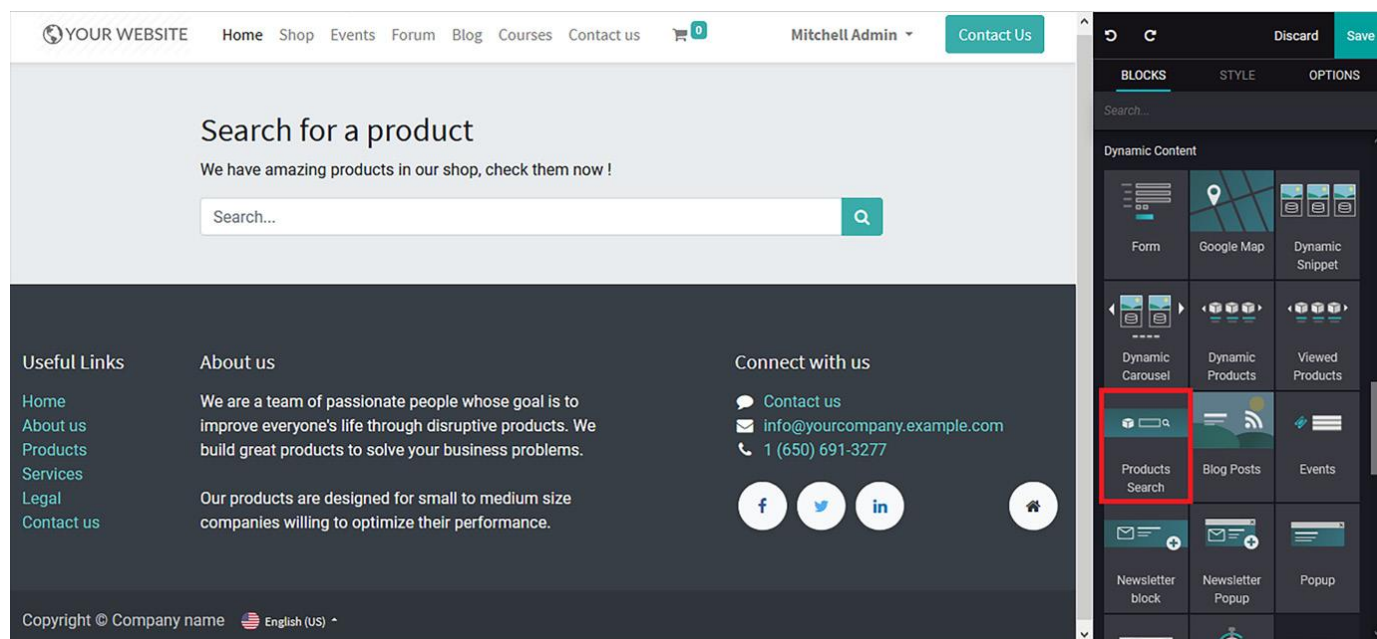 YOUR WEBSITE Home Shop Events Forum Blog Courses Contact us 0 Mitchell Admin Contact Us
Search for a product
We have amazing products in our shop, check them now !
Search...
Useful Links
Home
About us
Products
Services
Legal
Contact us
About us
We are a team of passionate people whose goal is to
improve everyone's life through disruptive products. We
build great products to solve your business problems.
Our products are designed for small to medium size
companies willing to optimize their performance.
Connect with us
Contact us
info@yourcompany.example.com
1 (650) 691-3277
f in
Copyright © Company name English (US)
Discard Save
BLOCKS STYLE OPTIONS
Search...
Dynamic Content
Form
Google Map
Dynamic
Snippet
Dynamic
Carousel
Dynamic
Products
Viewed
Products
Products
Search
Blog Posts
Events
Newsletter
block
Newsletter
Popup
Popup